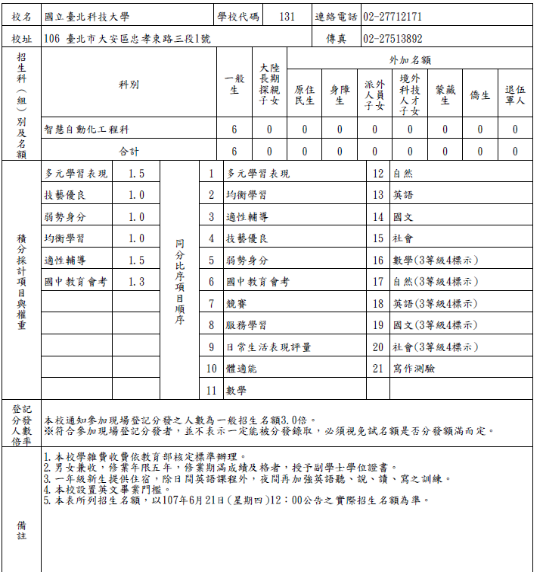 校名 國立臺北科技大學 學校代碼 131 連絡電話 02-27712171
校址 106 臺北市大安區忠孝東路三段1號 傳真 02-27513892
招生科(組)別及名額 科別 一般生 大陸長期探親子女 外加名額
原住民生 身障生 派外人員子女 境外科技人才子女 蒙藏生 僑生 退伍軍人
智慧自動化工程科 6 0 0 0 0 0 0 0 0
合計 6 0 0 0 0 0 0 0 0
積分採計項目與權重 同分比序項目順序
多元學習表現 1.5 1 多元學習表現 12 自然
技藝優良 1.0 2 均衡學習 13 英語
弱勢身分 1.0 3 適性輔導 14 國文
均衡學習 1.0 4 技藝優良 15 社會
適性輔導 1.5 5 弱勢身分 16 數學(3等級4標示)
國中教育會考 1.3 6 國中教育會考 17 自然(3等級4標示)
7 競賽 18 英語(3等級4標示)
8 服務學習 19 國文(3等級4標示)
9 日常生活表現評量 20 社會(3等級4標示)
10 體適能 21 寫作測驗
11 數學
登記分發人數倍率
本校通知參加現場登記分發之人數為一般招生名額3.0倍。
※符合參加現場登記分發者，並不表示一定能被分發錄取，必須視免試名額是否分發額滿而定。
備註
1.本校學雜費收費依教育部核定標準辦理。
2.男女兼收，修業年限五年，修業期滿成績及格者，授予副學士學位證書。
3.一年級新生提供住宿，除日間英語課程外，夜間再加強英語聽、說、讀、寫之訓練。
4.本校設置英文畢業門檻。
5.本表所列招生名額，以107年6月21日(星期四)12：00公告之實際招生名額為準。